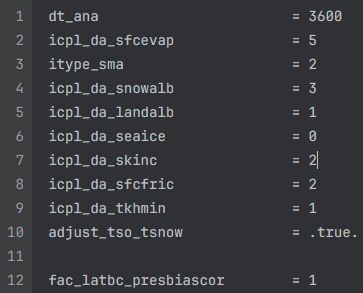 1 dt_ana = 3600
2 icpl_da_sfcevap = 5
3 itype_sma = 2
4 icpl_da_snowalb = 3
5 icpl_da_landalb = 1
6 icpl_da_seaice = 0
7 icpl_da_skinc = 2
8 icpl_da_sfcfric = 2
9 icpl_da_tkhmin = 1
10 adjust_tso_tsnow = .true.
11
12 fac_latbc_presbiascor = 1